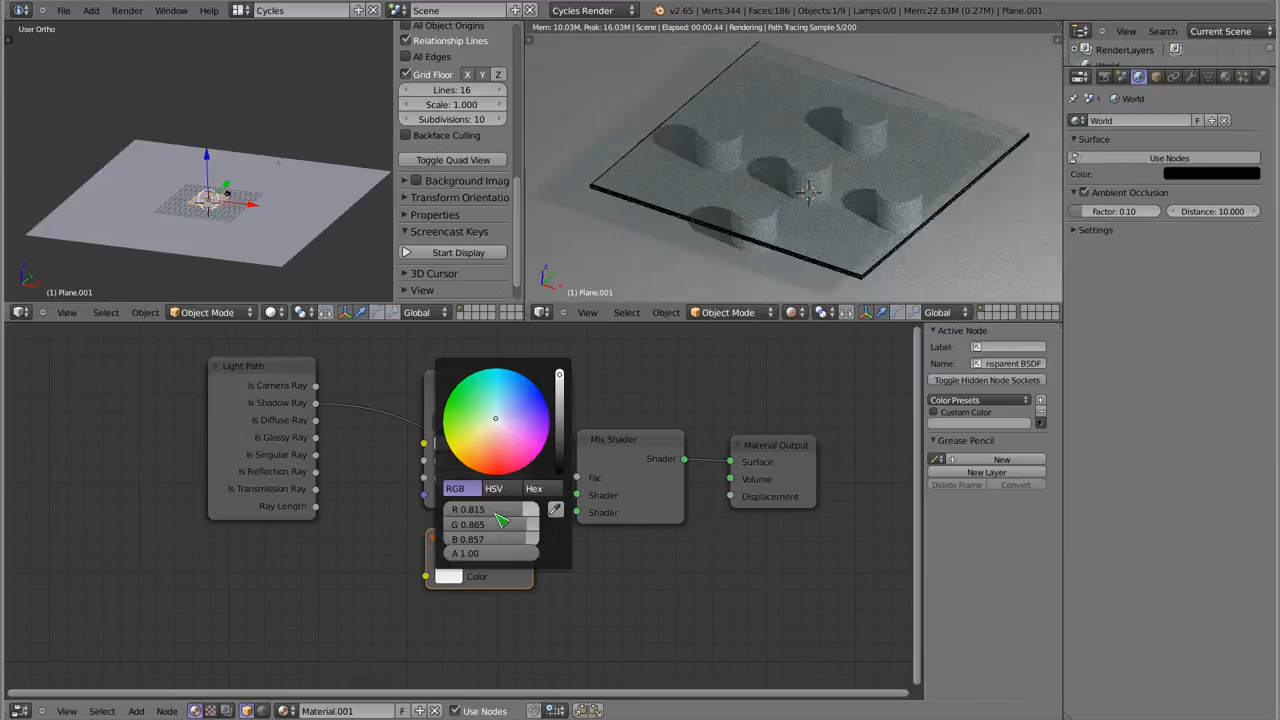 File Add Render Window Help Cycles Scene Cycles Render v2.65 | Verts:344 | Faces:186 | Objects:1/9 | Lamps:0/0 | Mem:22.63M (0.27M) | Plane.001
User Ortho
All Object Origins
Relationship Lines
All Edges
Grid Floor X Y Z
Lines: 16
Scale: 1.000
Subdivisions: 10
Backface Culling
Toggle Quad View
Background Imag
Transform Orientatio
Properties
Screencast Keys
Start Display
3D Cursor
View
(1) Plane.001
View Select Object Object Mode Global
Mem: 10.03M, Peak: 16.03M | Scene | Elapsed: 00:00.44 | Rendering | Path Tracing Sample 5/200
(1) Plane.001
View Select Object Object Mode Global
View Search Current Scene
RenderLayers
World
World
World F
Surface
Use Nodes
Color:
Ambient Occlusion
Factor: 0.10 Distance: 10.000
Settings
Light Path
Is Camera Ray
Is Shadow Ray
Is Diffuse Ray
Is Glossy Ray
Is Singular Ray
Is Reflection Ray
Is Transmission Ray
Ray Length
RGB HSV Hex
R 0.815
G 0.865
B 0.857
A 1.00
Color
Mix Shader
Shader
Fac
Shader
Shader
Material Output
Surface
Volume
Displacement
Active Node
Label:
Name: nsparent BSDF
Toggle Hidden Node Sockets
Color Presets
Custom Color
Grease Pencil
New
New Layer
Delete Frame Convert
View Select Add Node Material.001 F Use Nodes